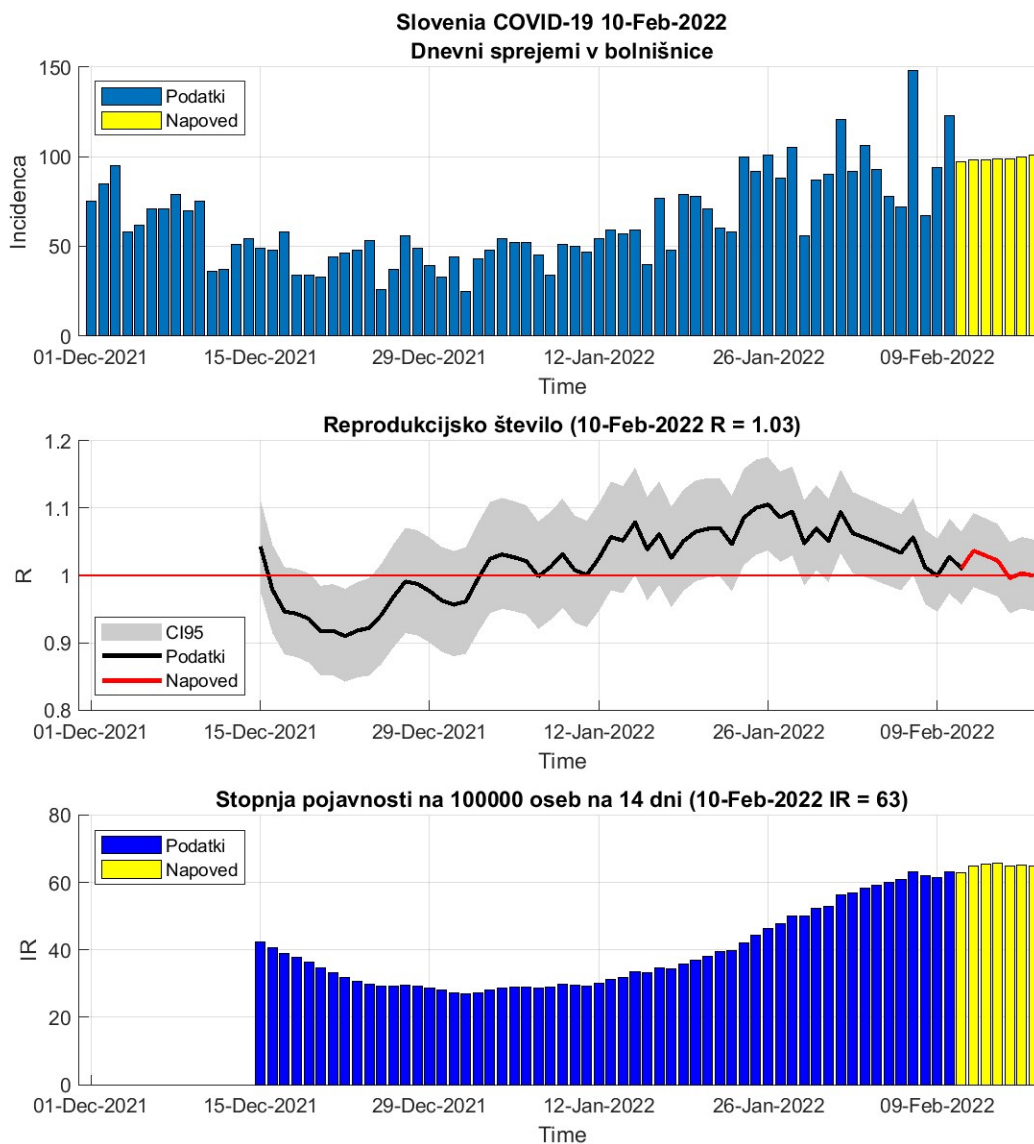 Slovenia COVID-19 10-Feb-2022
Dnevni sprejemi v bolnišnice
150
100
50
0
Incidenca
Podatki
Napoved
01-Dec-2021 15-Dec-2021 29-Dec-2021 12-Jan-2022 26-Jan-2022 09-Feb-2022
Time
Reprodukcijsko število (10-Feb-2022 R = 1.03)
1.2
1.1
1
0.9
0.8
R
CI95
Podatki
Napoved
01-Dec-2021 15-Dec-2021 29-Dec-2021 12-Jan-2022 26-Jan-2022 09-Feb-2022
Time
Stopnja pojavnosti na 100000 oseb na 14 dni (10-Feb-2022 IR = 63)
80
60
40
20
0
IR
Podatki
Napoved
01-Dec-2021 15-Dec-2021 29-Dec-2021 12-Jan-2022 26-Jan-2022 09-Feb-2022
Time